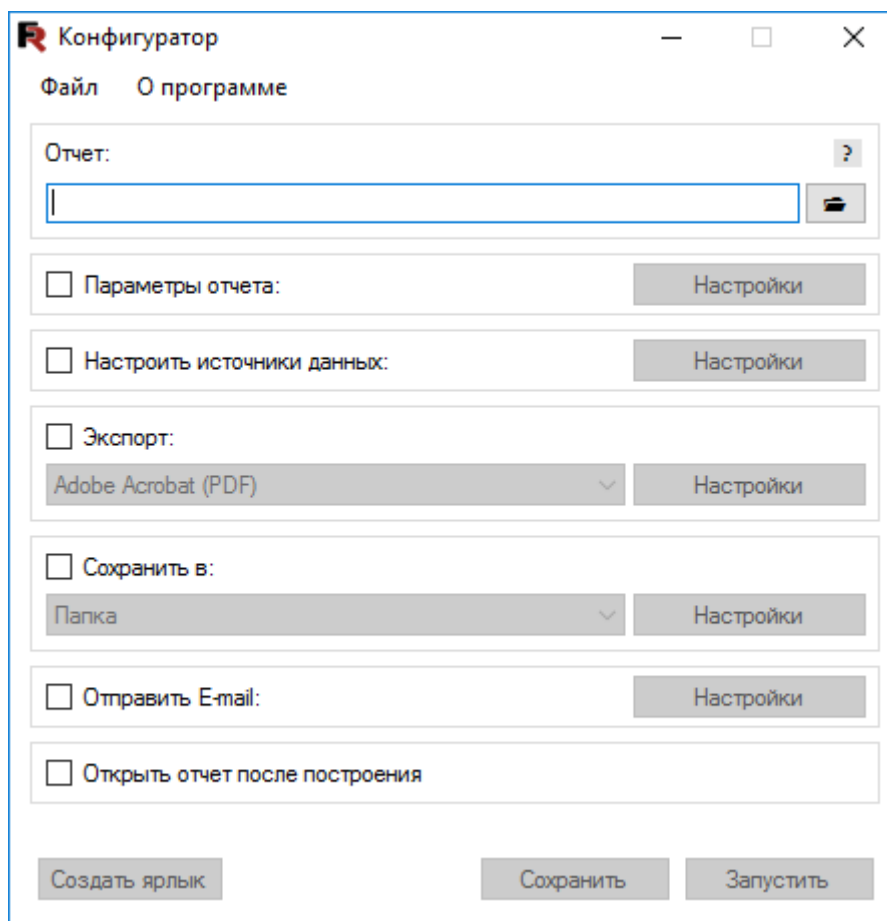 Конфигуратор
Файл О программе
Отчет:
?
Параметры отчета: Настройки
Настроить источники данных: Настройки
Экспорт:
Adobe Acrobat (PDF) Настройки
Сохранить в:
Папка Настройки
Отправить E-mail: Настройки
Открыть отчет после построения
Создать ярлык Сохранить Запустить